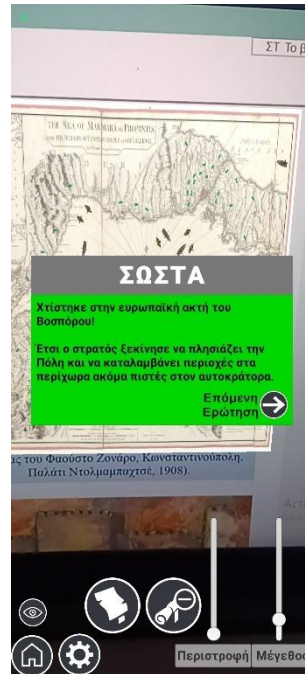 ΣΤ Το β
THE SEA OF MARMARA OR PROPONTIS
ΣΩΣΤΑ
Χτίστηκε στην ευρωπαϊκή ακτή του
Βοσπόρου!
Έτσι ο στρατός ξεκίνησε να πλησιάζει την
Πόλη και να καταλαμβάνει περιοχές στα
περίχωρα ακόμα πιστές στον αυτοκράτορα.
Επόμενη
Ερώτηση
ς του Φαούστο Ζονάρο, Κωνσταντινούπολη,
Παλάτι Ντολμαμπαχτσέ, 1908).
Περιστροφή Μέγεθος